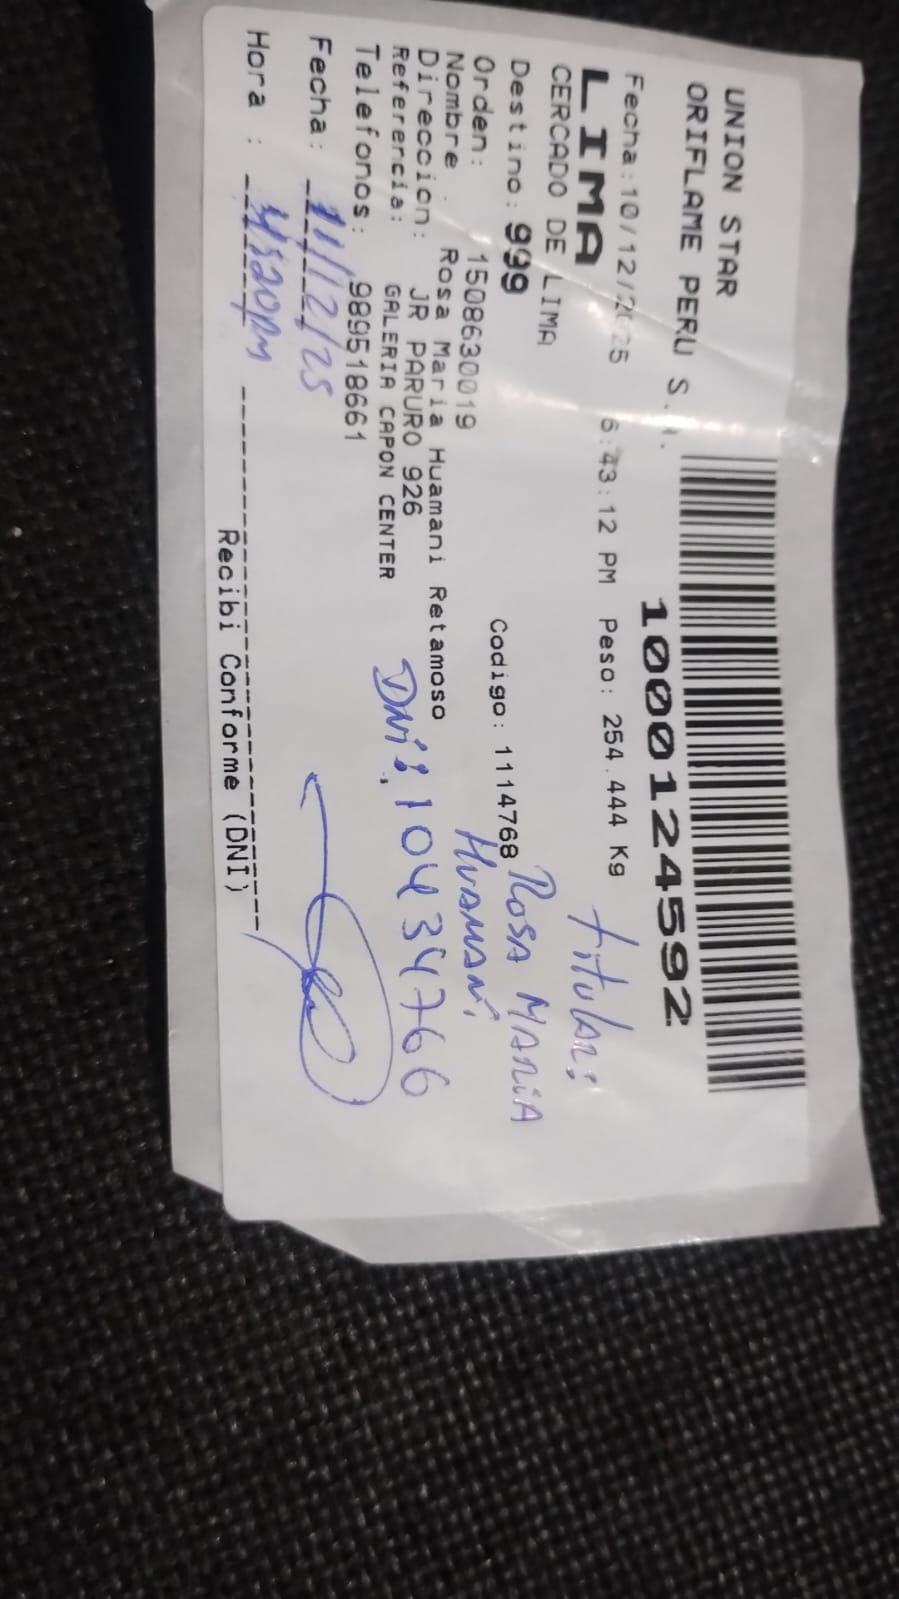 UNION STAR
ORIFLAME PERU S.
1000124592
Fecha:10/12/2025 6:43:12 PM Peso: 254.444 Kg
LIMA
titular:
CERCADO DE LIMA
ROSA MARIA
HUAMANÍ
Destino: 999
Codigo: 1114768
Orden: 1508630019
Nombre : Rosa Maria Huamani Retamoso
Direccion: JR PARURO 926
Referencia: GALERIA CAPON CENTER
DNI: 10434766
Telefonos: 989518661
Fecha: 11/12/25
Hora :
Recibi Conforme (DNI)